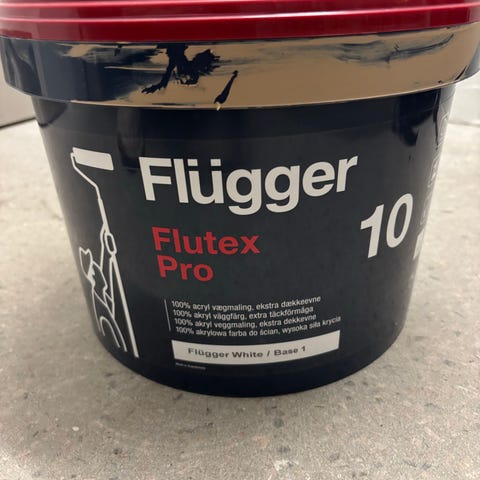 Flügger
Flutex
Pro
10
100% acryl vægmaling, ekstra dækkeevne
100% akryl väggfärg, extra täckförmåga
100% akryl veggmaling, ekstra dekkevne
100% akrylowa farba do ścian, wysoka siła krycia
Flügger White / Base 1